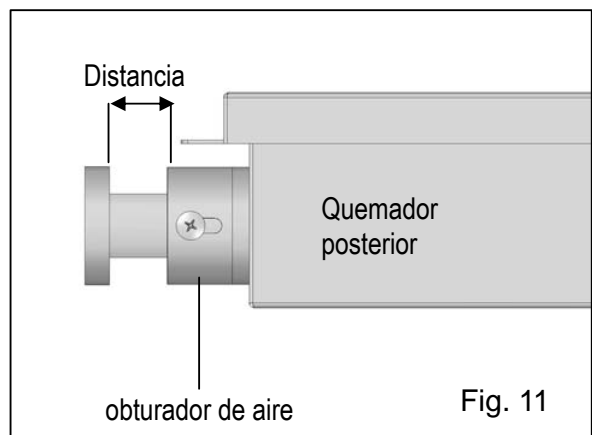 Distancia
Quemador
posterior
obturador de aire
Fig. 11